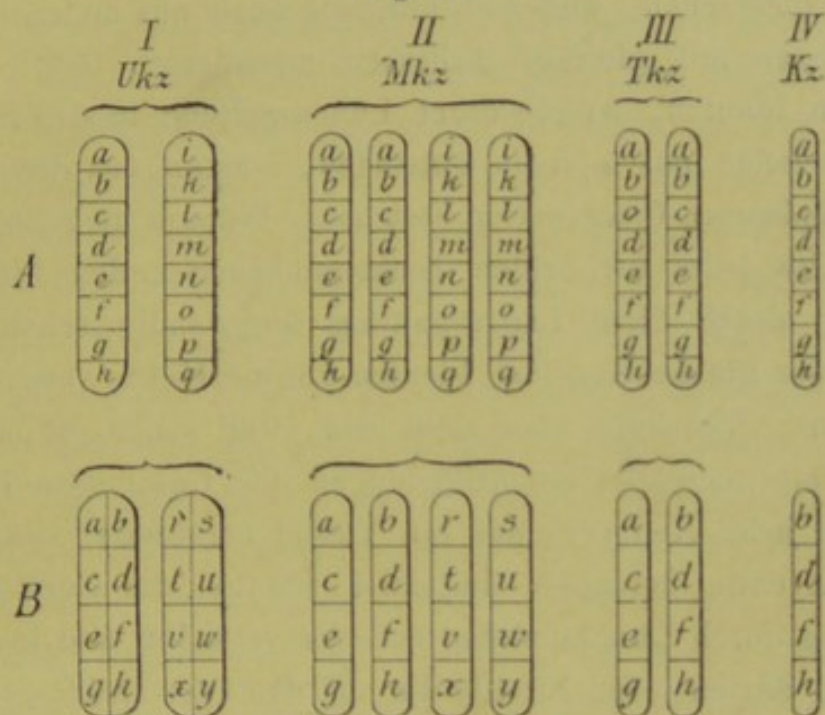 I II III IV
Ukz Mkz Tkz Kz
a i a a i i a a a
b k b b k k b b b
c l c c l l o c c
A d m d d m m d d d
e n e e n n e e e
f o f f o o f f f
g p g g p p g g g
h q h h q q h h h
a b r s a b r s a b b
B c d t u c d t u c d d
e f v w e f v w e f f
g h x y g h x y g h h